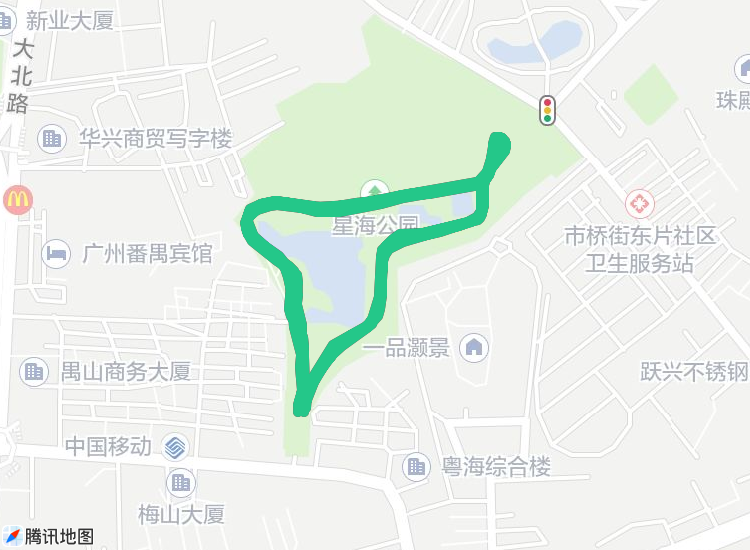 新业大厦
大北路
华兴商贸写字楼
珠殿
星海公园
市桥街东片社区
卫生服务站
广州番禺宾馆
一品灏景
禺山商务大厦
跃兴不锈钢
中国移动
粤海综合楼
梅山大厦
腾讯地图